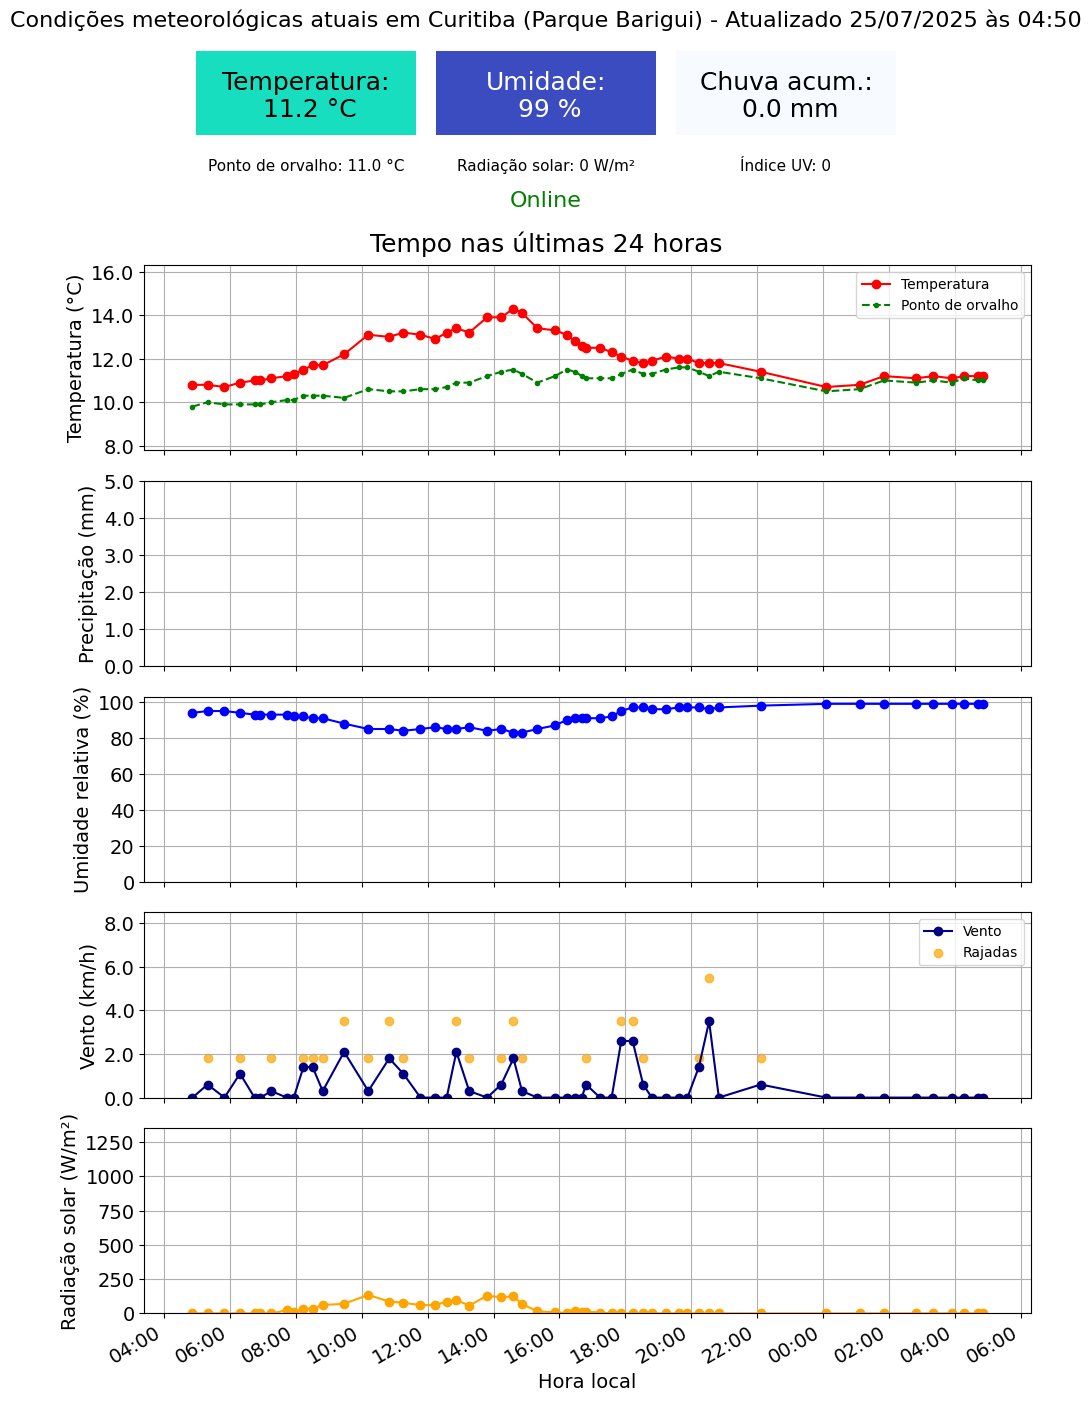 Condições meteorológicas atuais em Curitiba (Parque Barigui) - Atualizado 25/07/2025 às 04:50
Temperatura:
11.2 °C
Umidade:
99 %
Chuva acum.:
0.0 mm
Ponto de orvalho: 11.0 °C
Radiação solar: 0 W/m²
Índice UV: 0
Online
Tempo nas últimas 24 horas
Temperatura (°C)
16.0
14.0
12.0
10.0
8.0
Temperatura
Ponto de orvalho
Precipitação (mm)
5.0
4.0
3.0
2.0
1.0
0.0
Umidade relativa (%)
100
80
60
40
20
0
Vento (km/h)
8.0
6.0
4.0
2.0
0.0
Vento
Rajadas
Radiação solar (W/m²)
1250
1000
750
500
250
0
04:00
06:00
08:00
10:00
12:00
14:00
16:00
18:00
20:00
22:00
00:00
02:00
04:00
06:00
Hora local